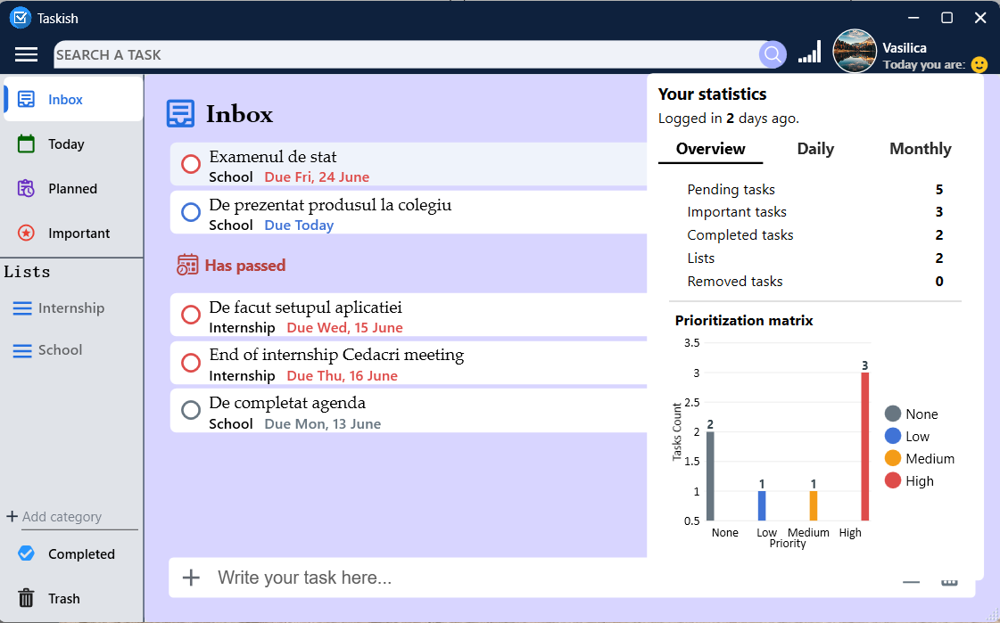 Taskish
SEARCH A TASK
Vasilica
Today you are:
Inbox
Today
Planned
Important
Lists
Internship
School
Add category
Completed
Trash
Inbox
Examenul de stat
School Due Fri, 24 June
De prezentat produsul la colegiu
School Due Today
Has passed
De facut setupul aplicatiei
Internship Due Wed, 15 June
End of internship Cedacri meeting
Internship Due Thu, 16 June
De completat agenda
School Due Mon, 13 June
Write your task here...
Your statistics
Logged in 2 days ago.
Overview Daily Monthly
Pending tasks 5
Important tasks 3
Completed tasks 2
Lists 2
Removed tasks 0
Prioritization matrix
3.5
3
2.5
2
1.5
1
0.5
Tasks Count
2
1
1
3
None Low Medium High
Priority
None
Low
Medium
High